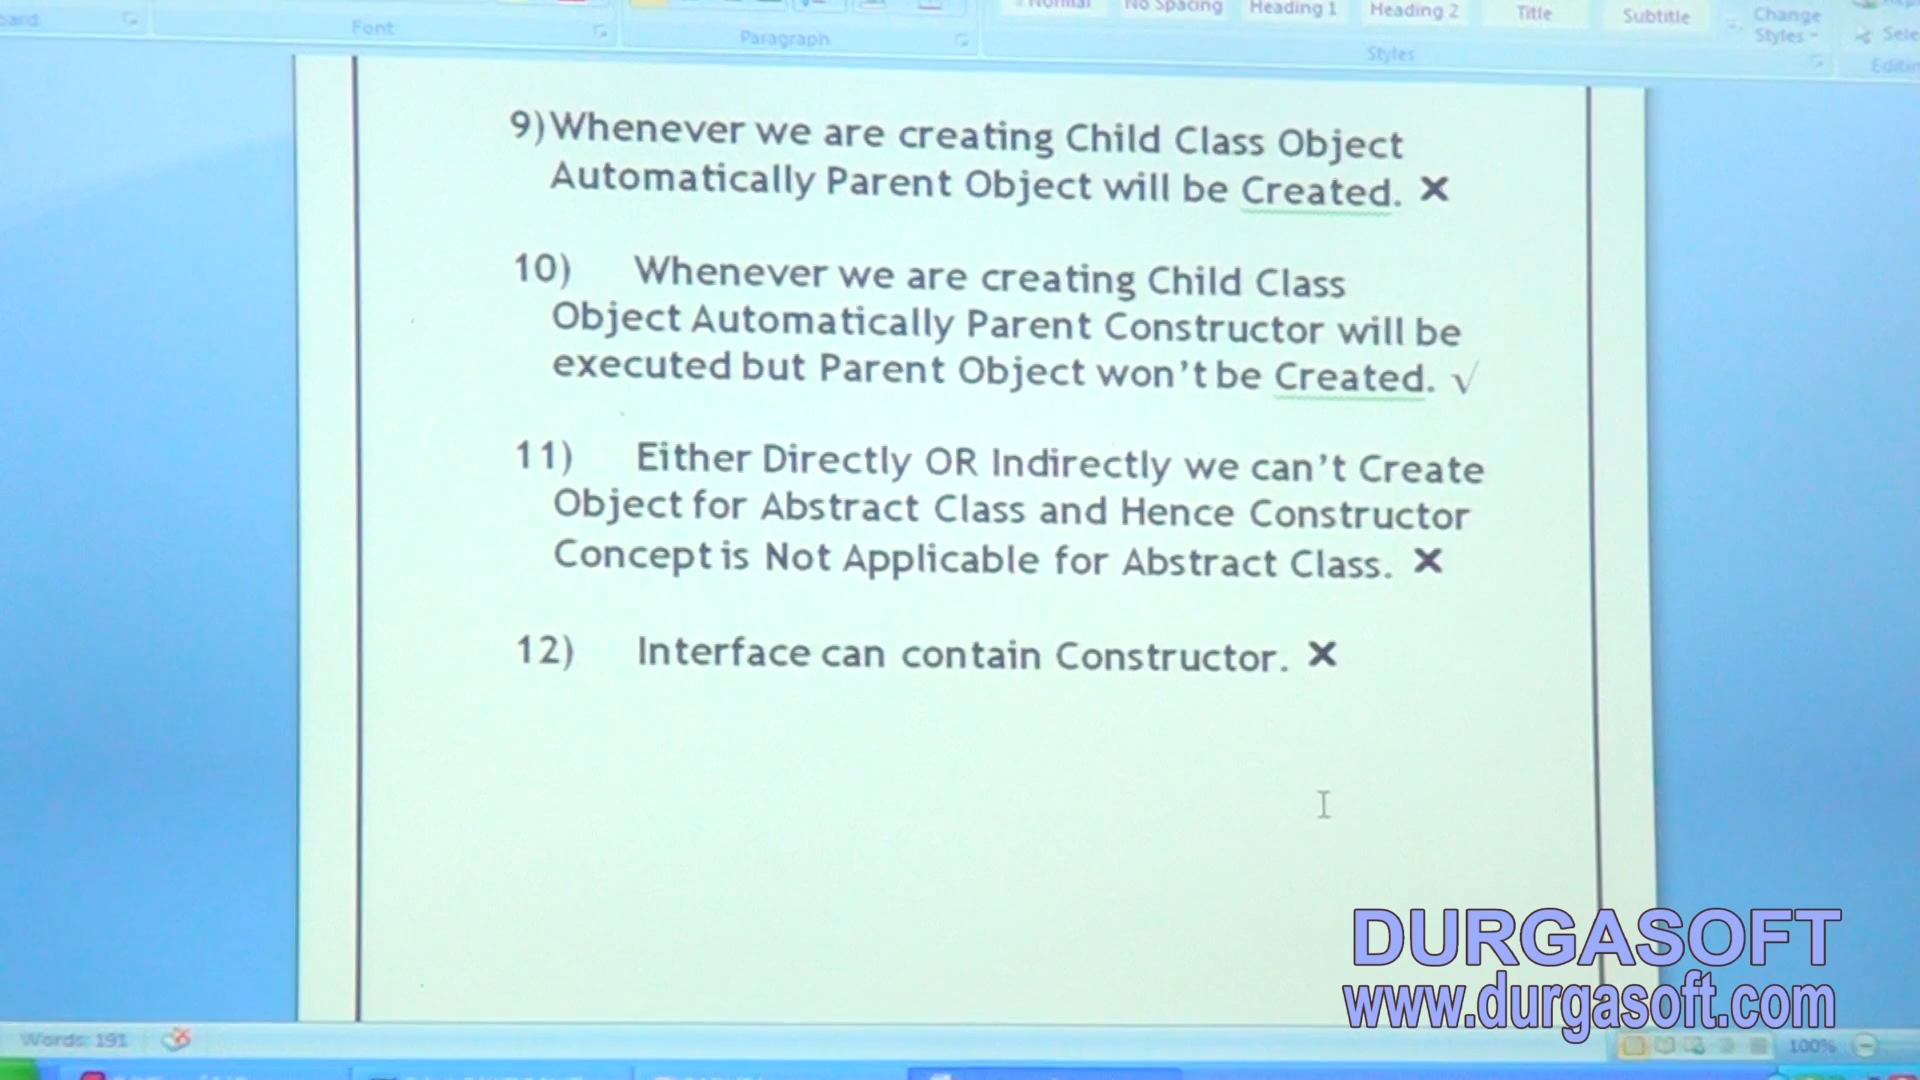 Font
Paragraph
No Spacing
Heading 1
Heading 2
Title
Subtitle
Change
Styles
Styles
9)Whenever we are creating Child Class Object
Automatically Parent Object will be Created. X
10) Whenever we are creating Child Class
Object Automatically Parent Constructor will be
executed but Parent Object won't be Created. √
11) Either Directly OR Indirectly we can't Create
Object for Abstract Class and Hence Constructor
Concept is Not Applicable for Abstract Class. X
12) Interface can contain Constructor. X
DURGASOFT
www.durgasoft.com
Words: 191
100%